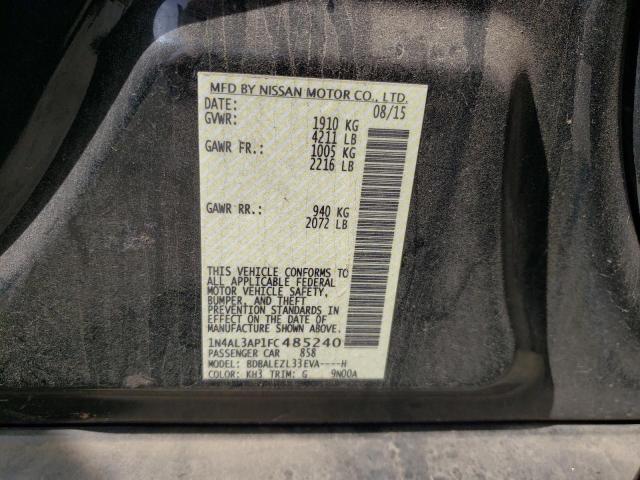 MFD BY NISSAN MOTOR CO., LTD.
DATE: 08/15
GVWR: 1910 KG
4211 LB
GAWR FR.: 1005 KG
2216 LB
GAWR RR.: 940 KG
2072 LB
THIS VEHICLE CONFORMS TO
ALL APPLICABLE FEDERAL
MOTOR VEHICLE SAFETY,
BUMPER, AND THEFT
PREVENTION STANDARDS IN
EFFECT ON THE DATE OF
MANUFACTURE SHOWN ABOVE.
1N4AL3AP1FC485240
PASSENGER CAR 858
MODEL: BDBALEZL33EVA----H
COLOR: KH3 TRIM: G 9N00A